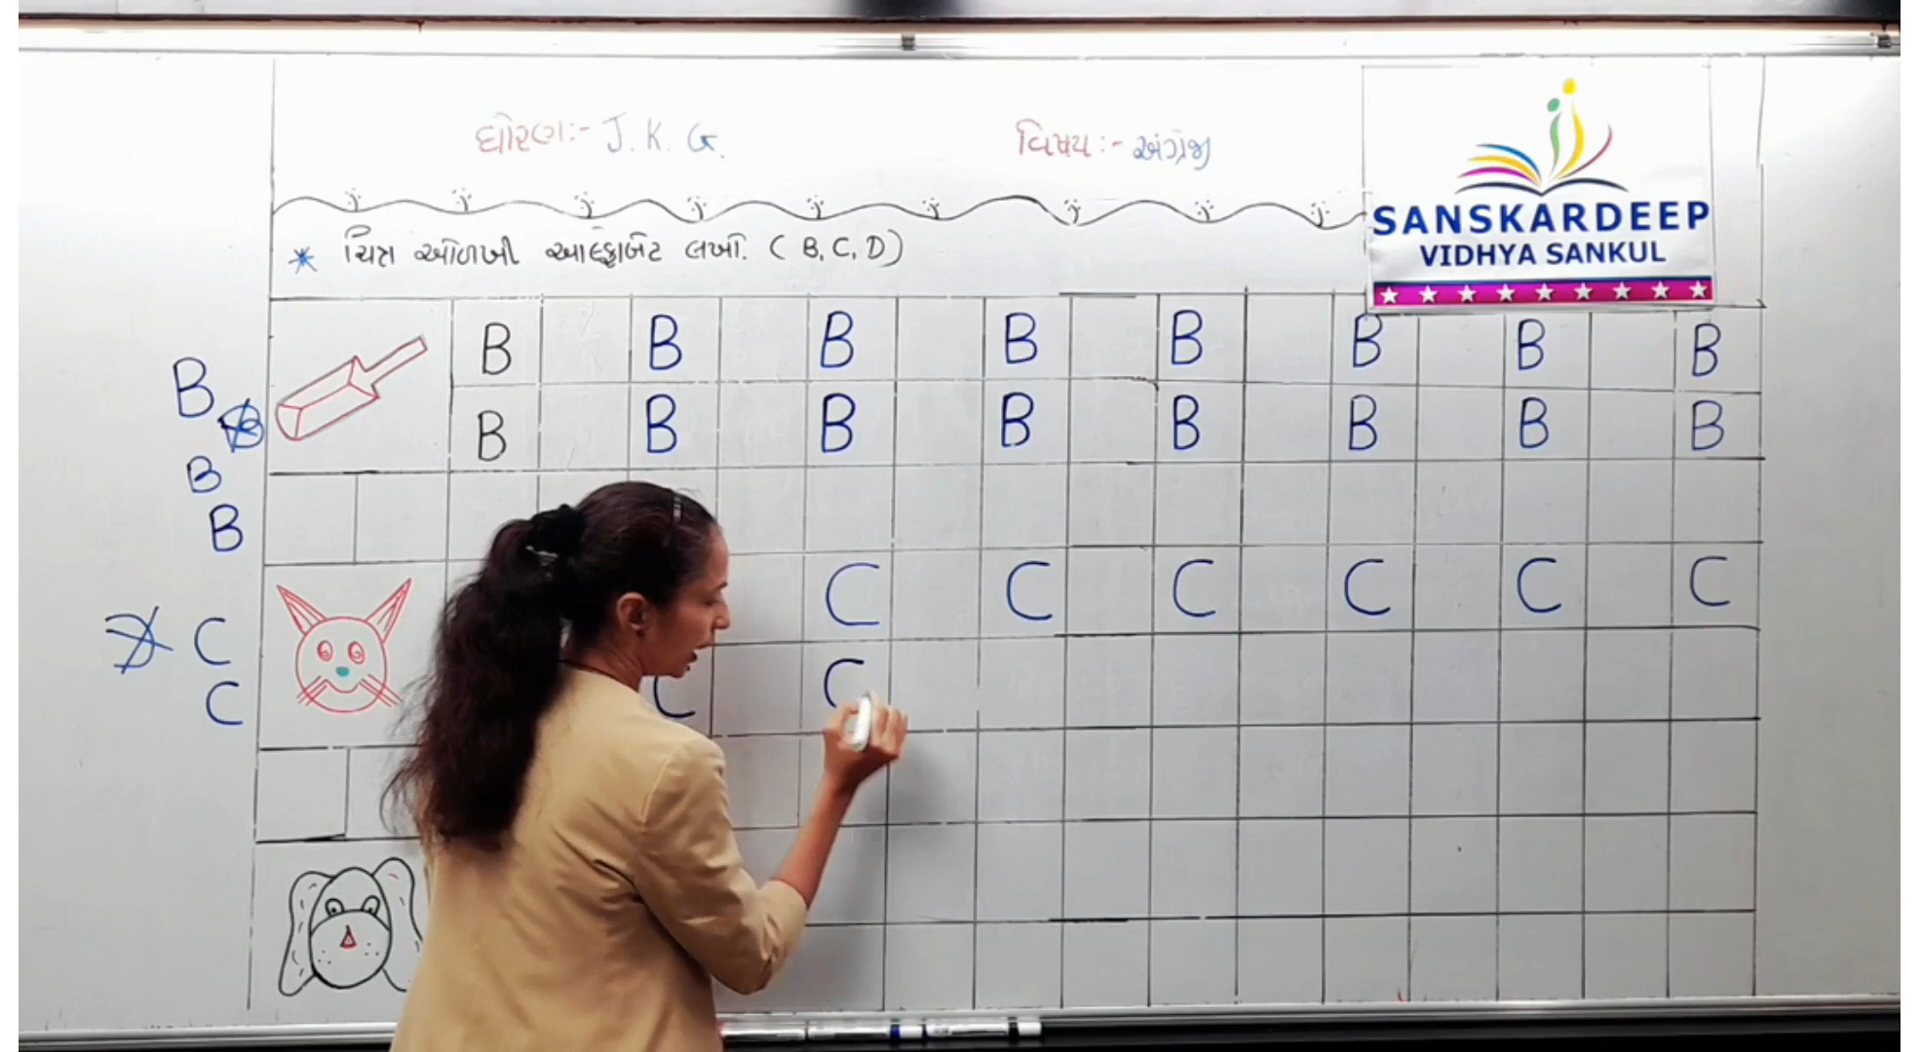 ધોરણ:- J. K. G.
વિષય:- અંગ્રેજી
SANSKARDEEP
VIDHYA SANKUL
* ચિત્ર ઓળખી આલ્ફાબેટ લખો. ( B, C, D )
B B B B B B B B
B
B B B B B B B B
B
B
C C C C C C
C
C C
C